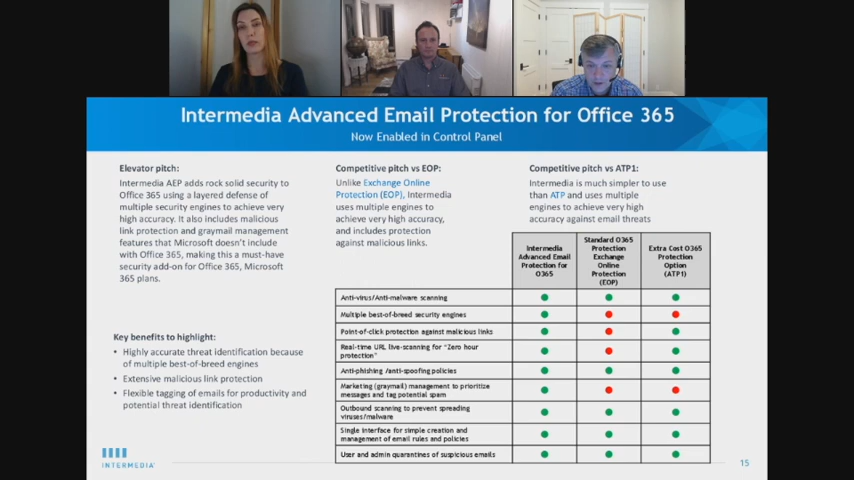 Intermedia Advanced Email Protection for Office 365
Now Enabled in Control Panel
Elevator pitch:
Intermedia AEP adds rock solid security to
Office 365 using a layered defense of
multiple security engines to achieve very
high accuracy. It also includes malicious
link protection and graymail management
features that Microsoft doesn't include
with Office 365, making this a must-have
security add-on for Office 365, Microsoft
365 plans.
Key benefits to highlight:
• Highly accurate threat identification because
of multiple best-of-breed engines
• Extensive malicious link protection
• Flexible tagging of emails for productivity and
potential threat identification
Competitive pitch vs EOP:
Unlike Exchange Online
Protection (EOP), Intermedia
uses multiple engines to
achieve very high accuracy,
and includes protection
against malicious links.
Competitive pitch vs ATP1:
Intermedia is much simpler to use
than ATP and uses multiple
engines to achieve very high
accuracy against email threats
Intermedia
Advanced Email
Protection for
O365
Standard O365
Protection
Exchange
Online
Protection
(EOP)
Extra Cost O365
Protection
Option
(ATP1)
Anti-virus/Anti-malware scanning
Multiple best-of-breed security engines
Point-of-click protection against malicious links
Real-time URL live-scanning for "Zero hour
protection"
Anti-phishing /anti-spoofing policies
Marketing (graymail) management to prioritize
messages and tag potential spam
Outbound scanning to prevent spreading
viruses/malware
Single interface for simple creation and
management of email rules and policies
User and admin quarantines of suspicious emails
INTERMEDIA
15